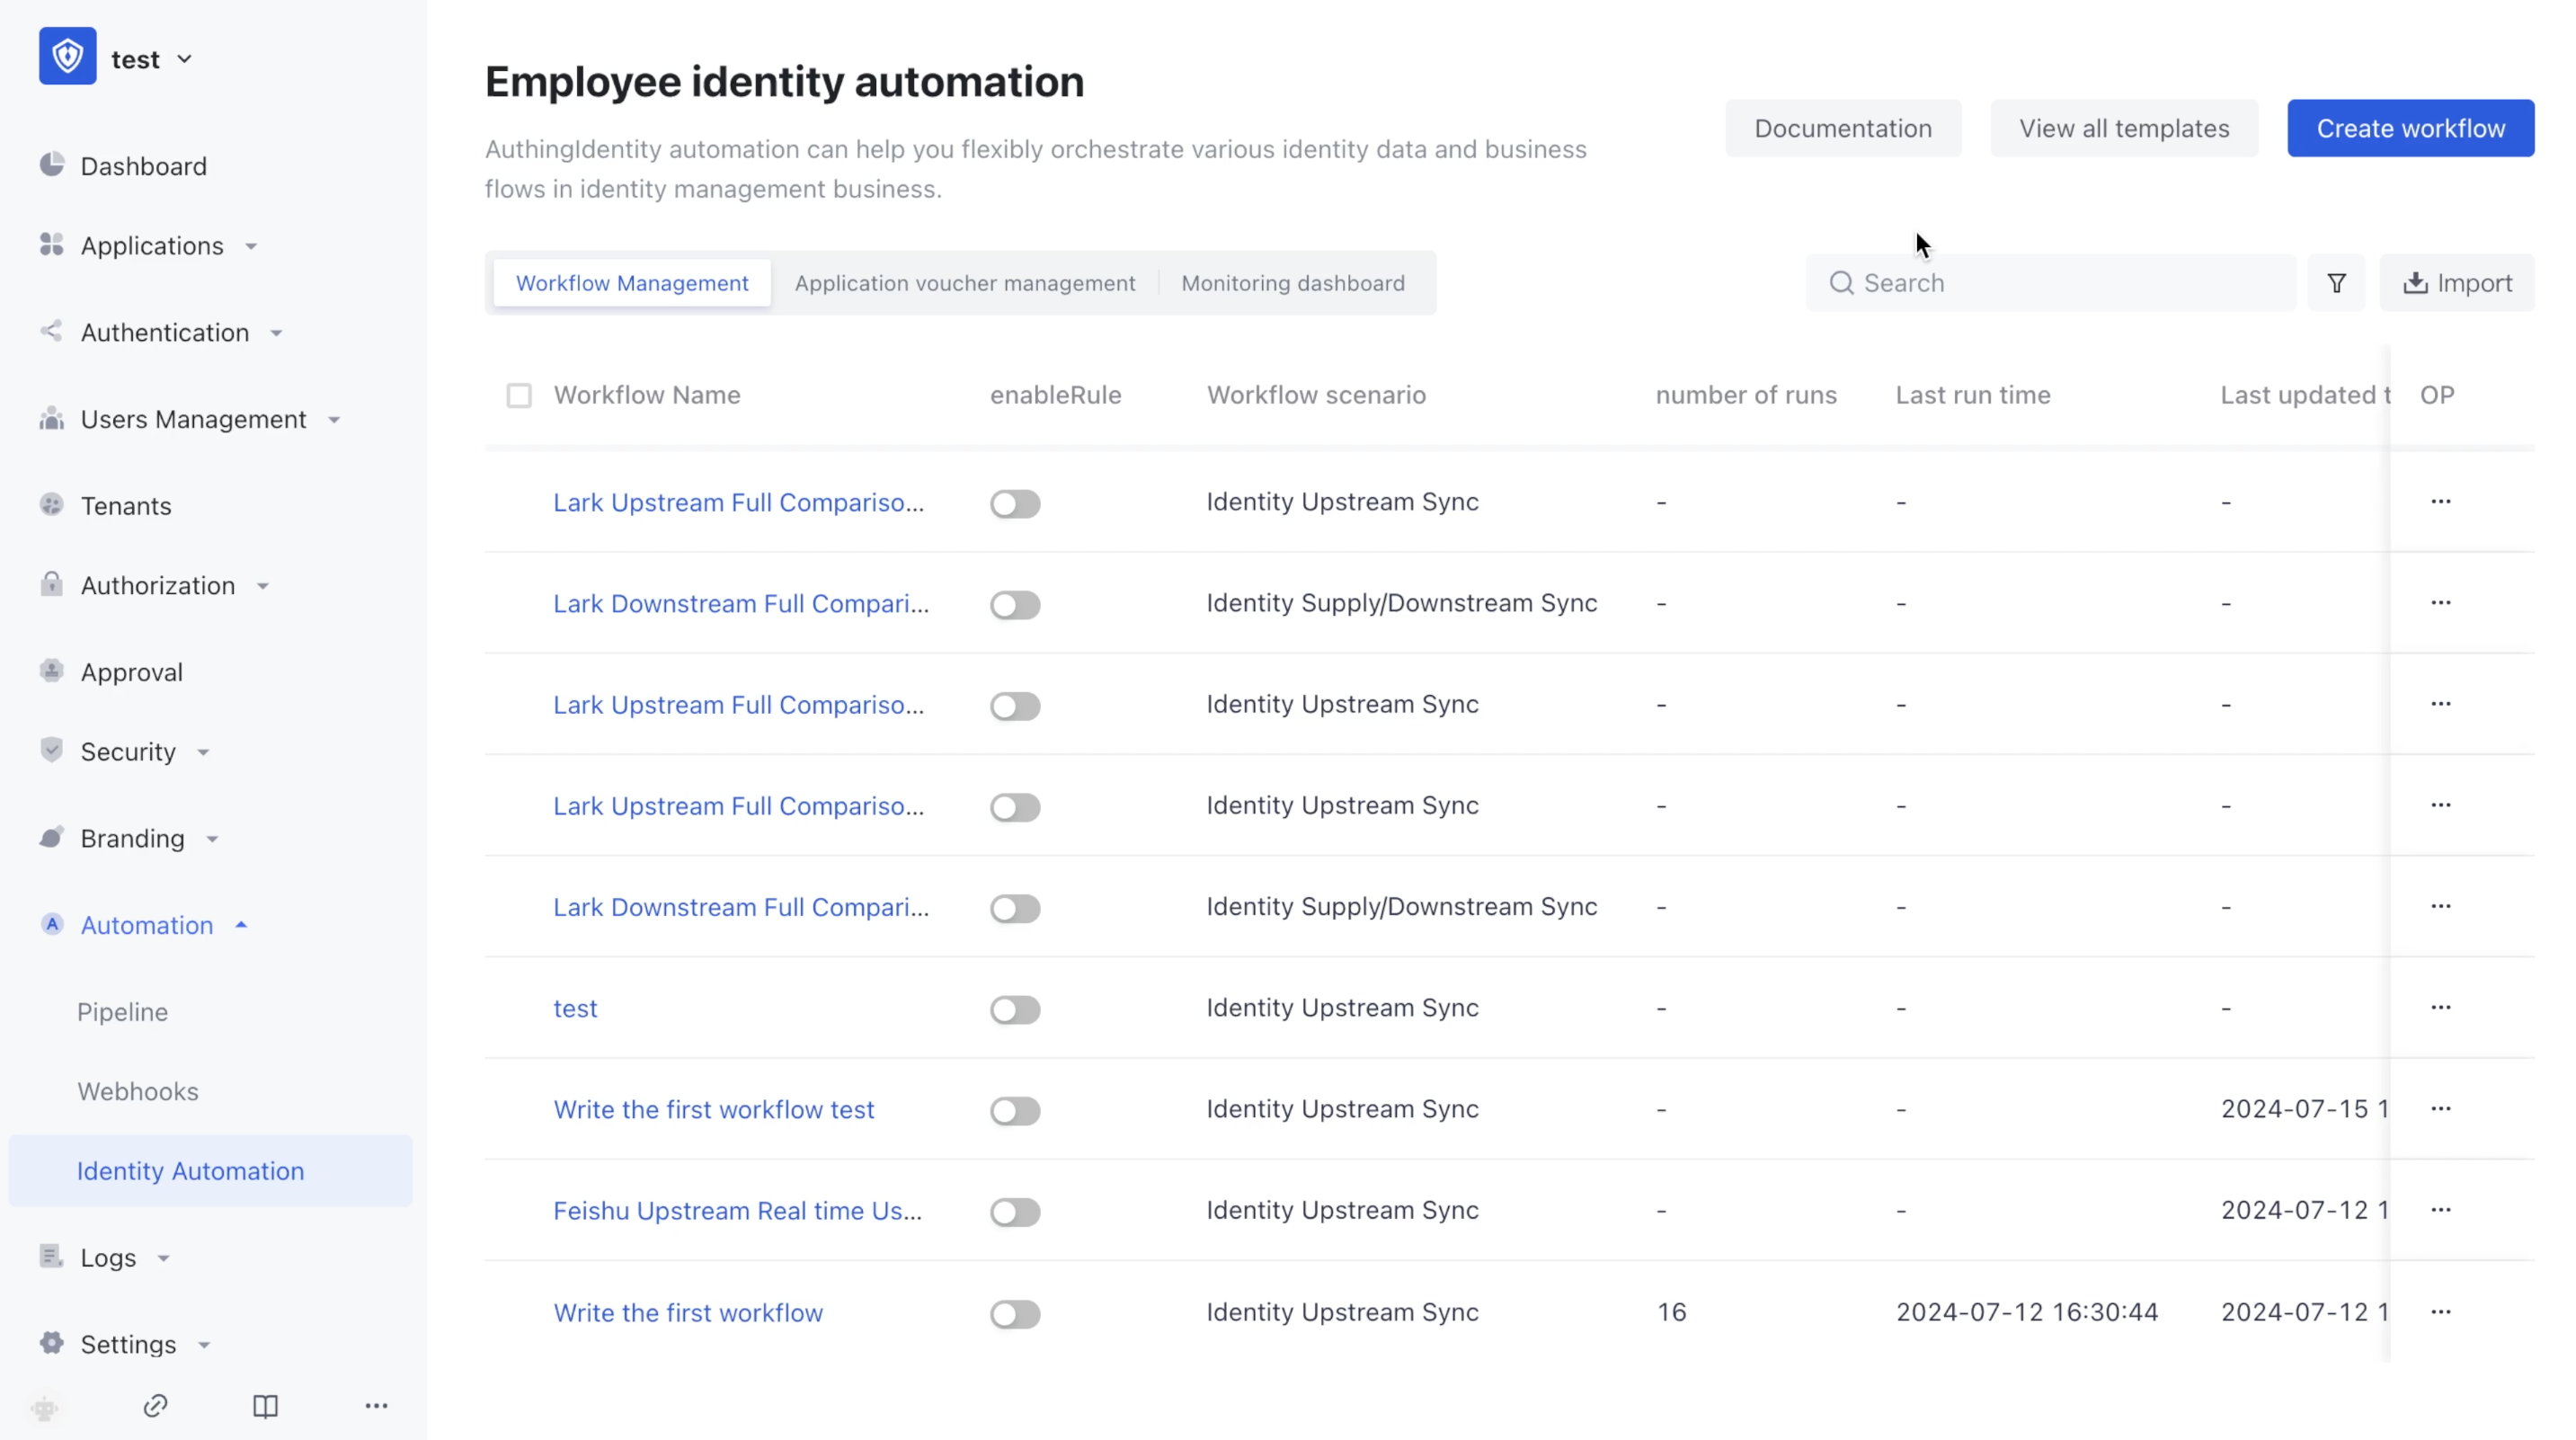 test
Dashboard
Applications
Authentication
Users Management
Tenants
Authorization
Approval
Security
Branding
Automation
Pipeline
Webhooks
Identity Automation
Logs
Settings
Employee identity automation
AuthingIdentity automation can help you flexibly orchestrate various identity data and business
flows in identity management business.
Documentation View all templates Create workflow
Workflow Management Application voucher management Monitoring dashboard Search Import
Workflow Name enableRule Workflow scenario number of runs Last run time Last updated t OP
Lark Upstream Full Compariso... Identity Upstream Sync - - - ...
Lark Downstream Full Compari... Identity Supply/Downstream Sync - - - ...
Lark Upstream Full Compariso... Identity Upstream Sync - - - ...
Lark Upstream Full Compariso... Identity Upstream Sync - - - ...
Lark Downstream Full Compari... Identity Supply/Downstream Sync - - - ...
test Identity Upstream Sync - - - ...
Write the first workflow test Identity Upstream Sync - - 2024-07-15 1 ...
Feishu Upstream Real time Us... Identity Upstream Sync - - 2024-07-12 1 ...
Write the first workflow Identity Upstream Sync 16 2024-07-12 16:30:44 2024-07-12 1 ...